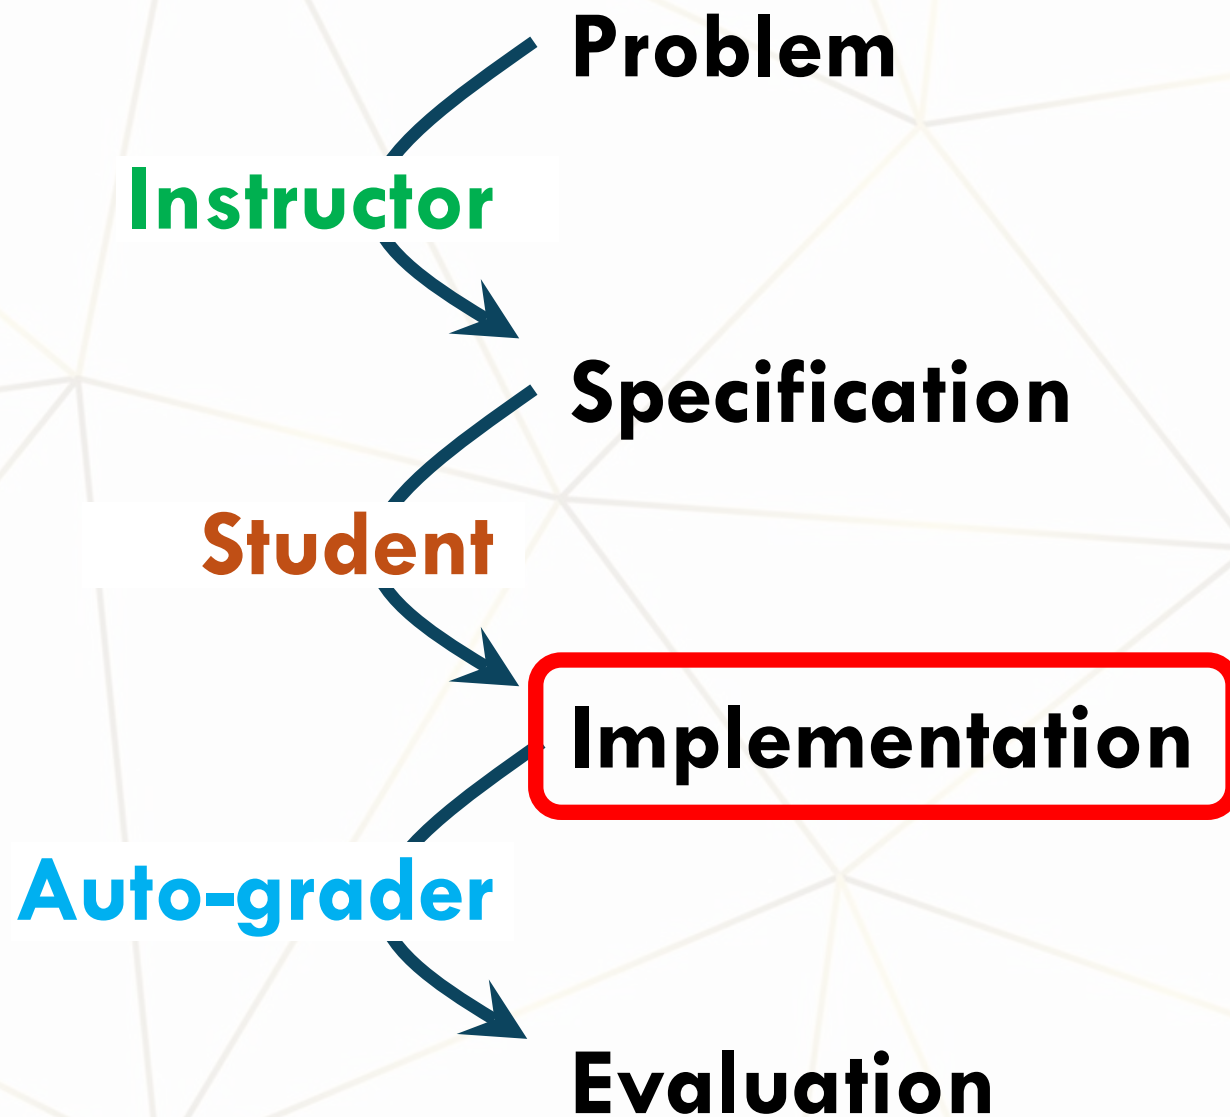 Problem
Instructor
Specification
Student
Implementation
Auto-grader
Evaluation